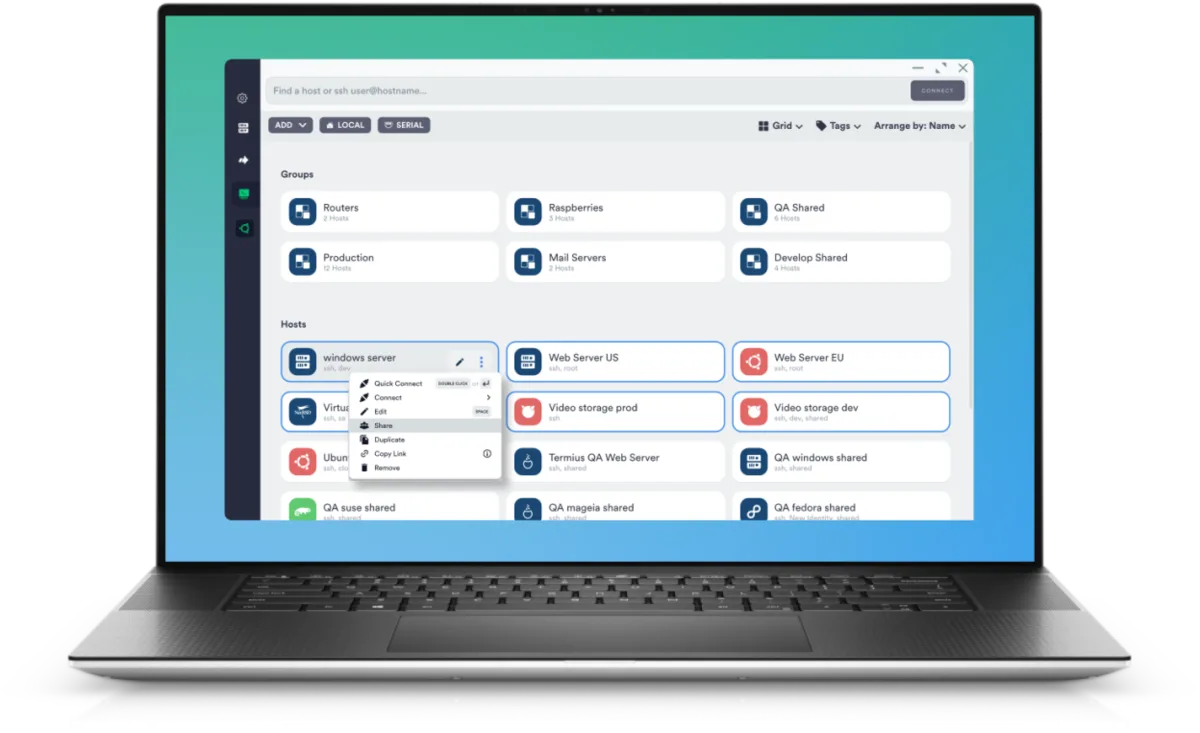 Find a host or ssh user@hostname...
CONNECT
ADD
LOCAL
SERIAL
Grid
Tags
Arrange by: Name
Groups
Routers
2 Hosts
Raspberries
3 Hosts
QA Shared
6 Hosts
Production
12 Hosts
Mail Servers
2 Hosts
Develop Shared
4 Hosts
Hosts
windows server
ssh, dev
Web Server US
ssh, root
Web Server EU
ssh, root
Quick Connect
DOUBLE CLICK or
Connect
Edit
SPACE
Share
Duplicate
Copy Link
Remove
Video storage prod
ssh
Video storage dev
ssh, dev, shared
Termius QA Web Server
ssh, shared
QA windows shared
ssh, shared
QA suse shared
ssh, shared
QA mageia shared
ssh, shared
QA fedora shared
ssh, New Identity, shared